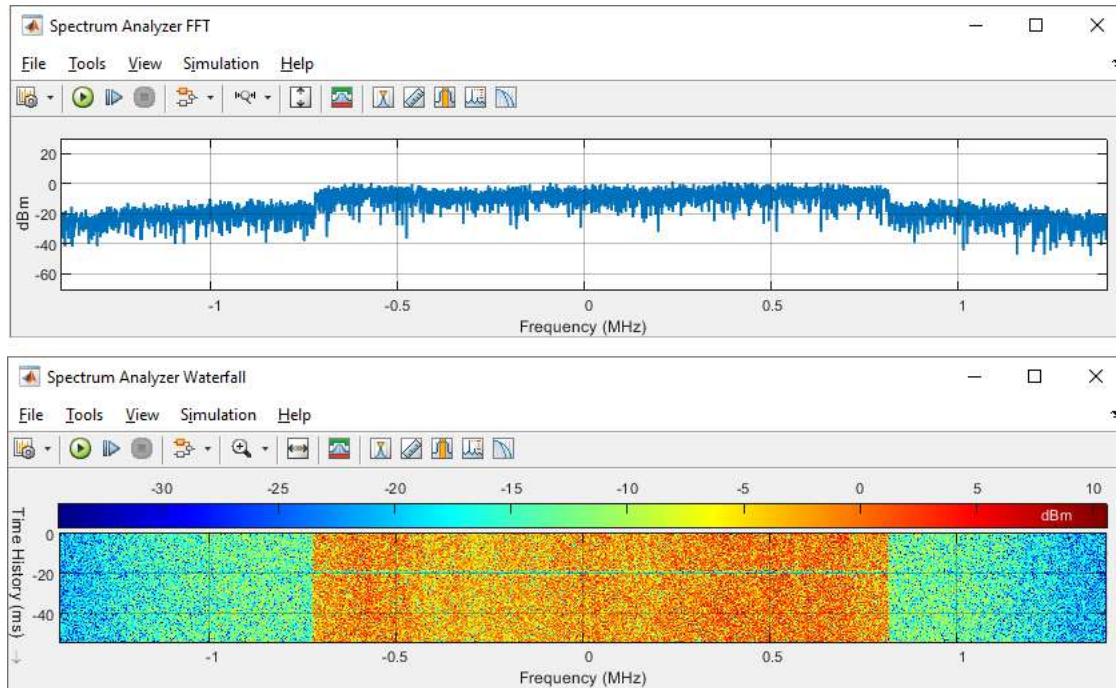 Spectrum Analyzer FFT
File Tools View Simulation Help
20
0
-20
-40
-60
dBm
-1 -0.5 0 0.5 1
Frequency (MHz)
Spectrum Analyzer Waterfall
File Tools View Simulation Help
-30 -25 -20 -15 -10 -5 0 5 10
dBm
Time History (ms)
0
-20
-40
-1 -0.5 0 0.5 1
Frequency (MHz)